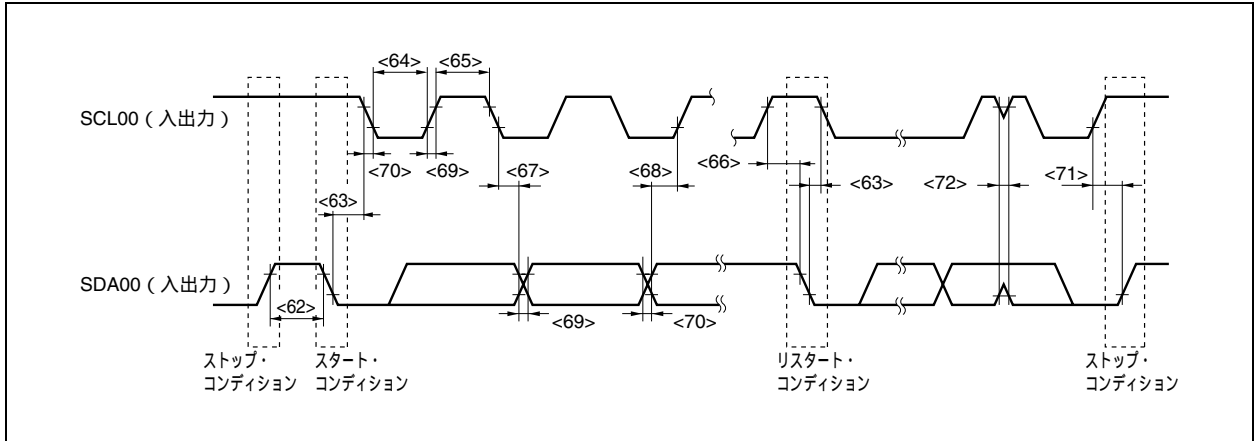 <64> <65>
SCL00（入出力）
<70> <69> <67> <68> <66> <63> <72> <71>
<63>
SDA00（入出力）
<62> <69> <70>
ストップ・
コンディション
スタート・
コンディション
リスタート・
コンディション
ストップ・
コンディション